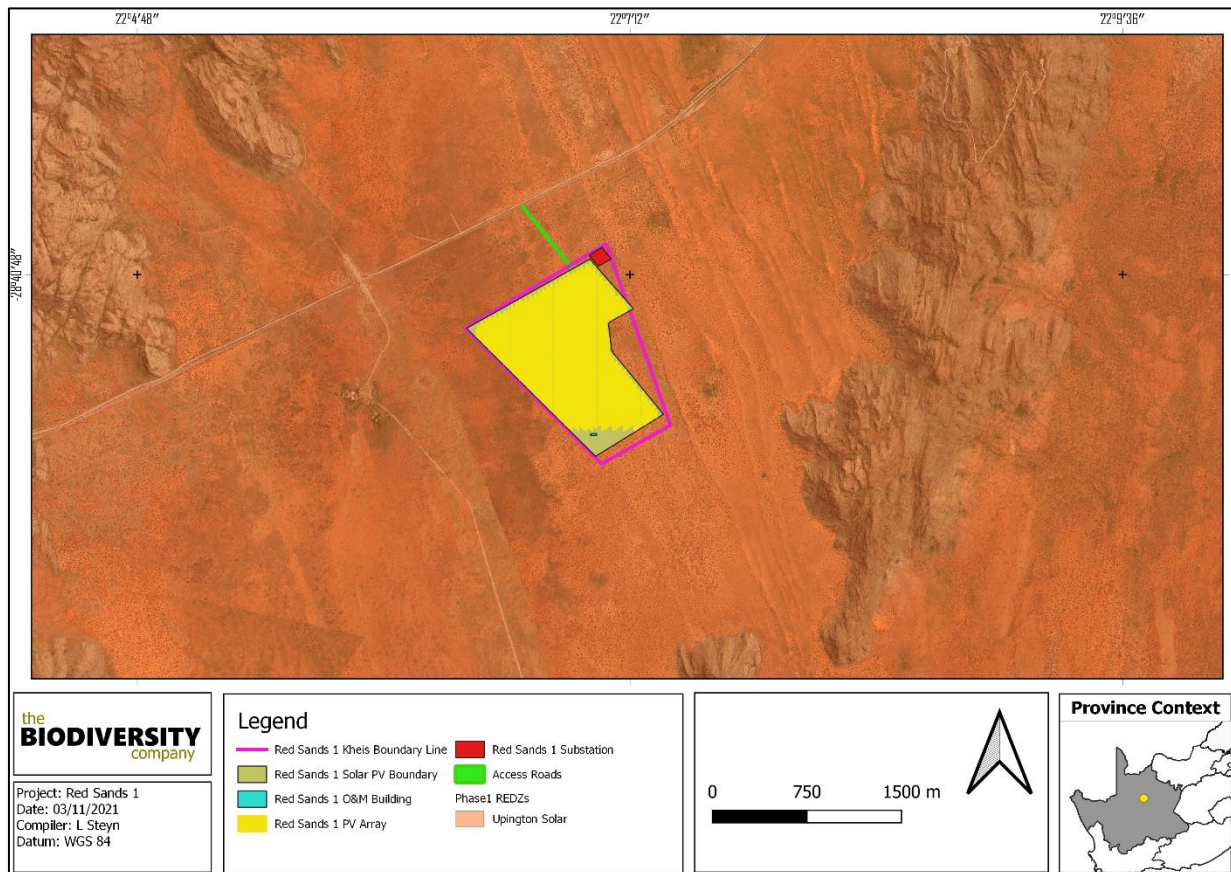 22°4'48" 22°7'12" 22°9'36"
-28°40'48"
the
BIODIVERSITY
company
Project: Red Sands 1
Date: 03/11/2021
Compiler: L Steyn
Datum: WGS 84
Legend
Red Sands 1 Kheis Boundary Line
Red Sands 1 Solar PV Boundary
Red Sands 1 O&M Building
Red Sands 1 PV Array
Red Sands 1 Substation
Access Roads
Phase1 REDZs
Upington Solar
0 750 1500 m
Province Context